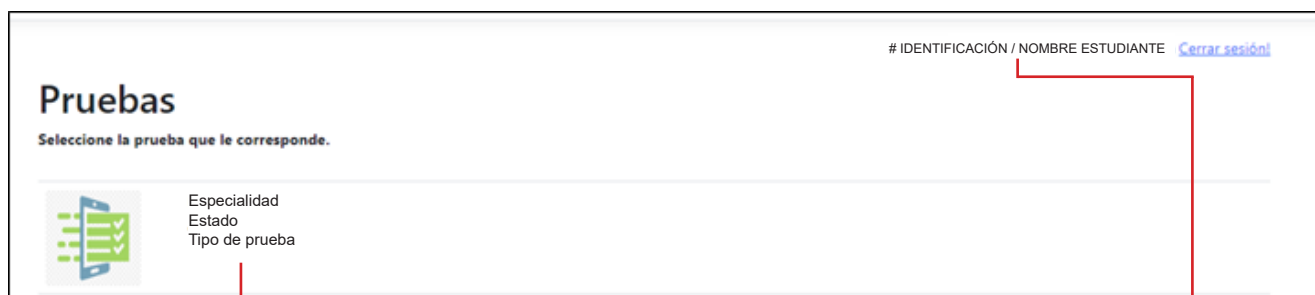 # IDENTIFICACIÓN / NOMBRE ESTUDIANTE Cerrar sesión!
Pruebas
Seleccione la prueba que le corresponde.
Especialidad
Estado
Tipo de prueba